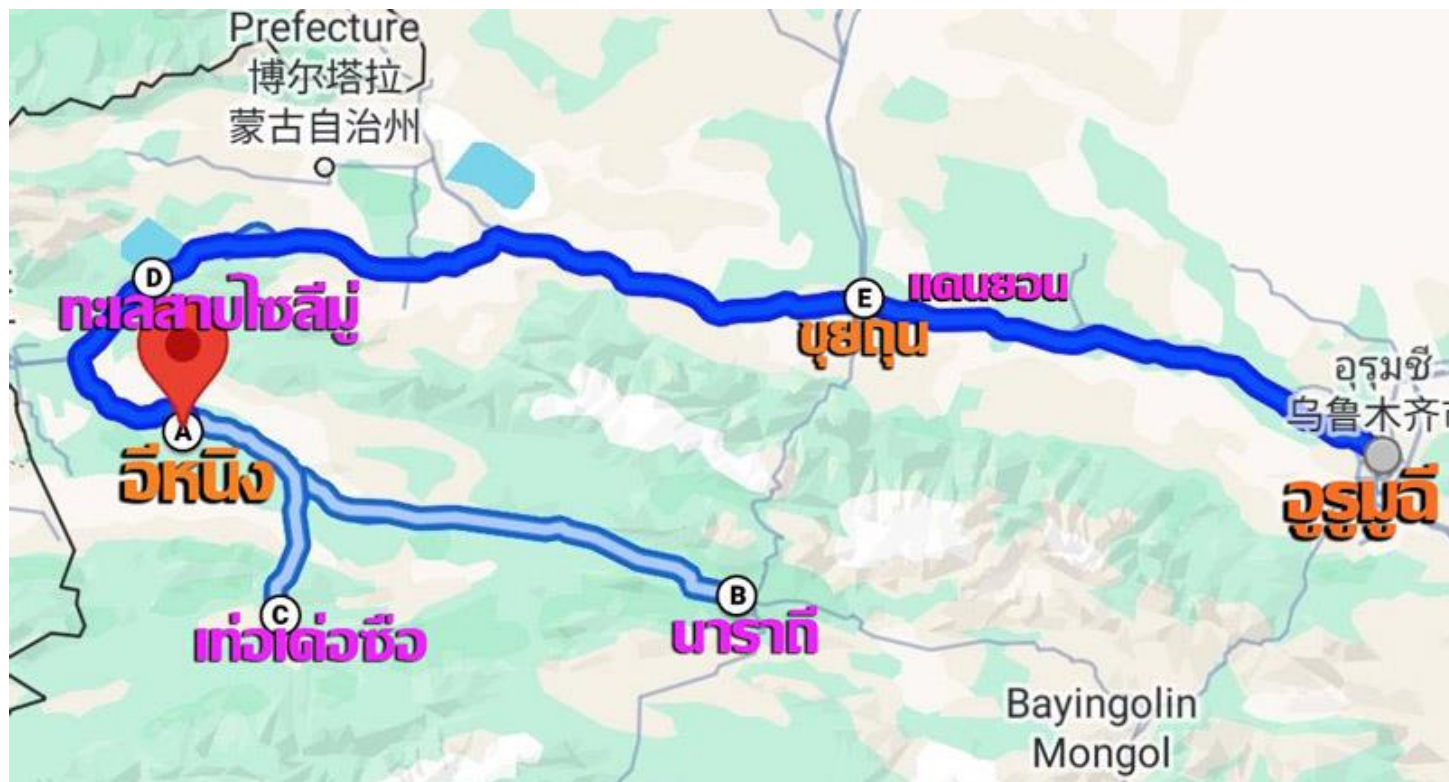 Prefecture
博尔塔拉
蒙古自治州
D
ทะเลสาบไซลีมู่
E
แดนยอน
ขุยถุน
อุรุมชี
乌鲁木齐市
A
อีหนิง
อูรูมูฉี
B
C
นาราถี
เท่อเค่อซือ
Bayingolin
Mongol